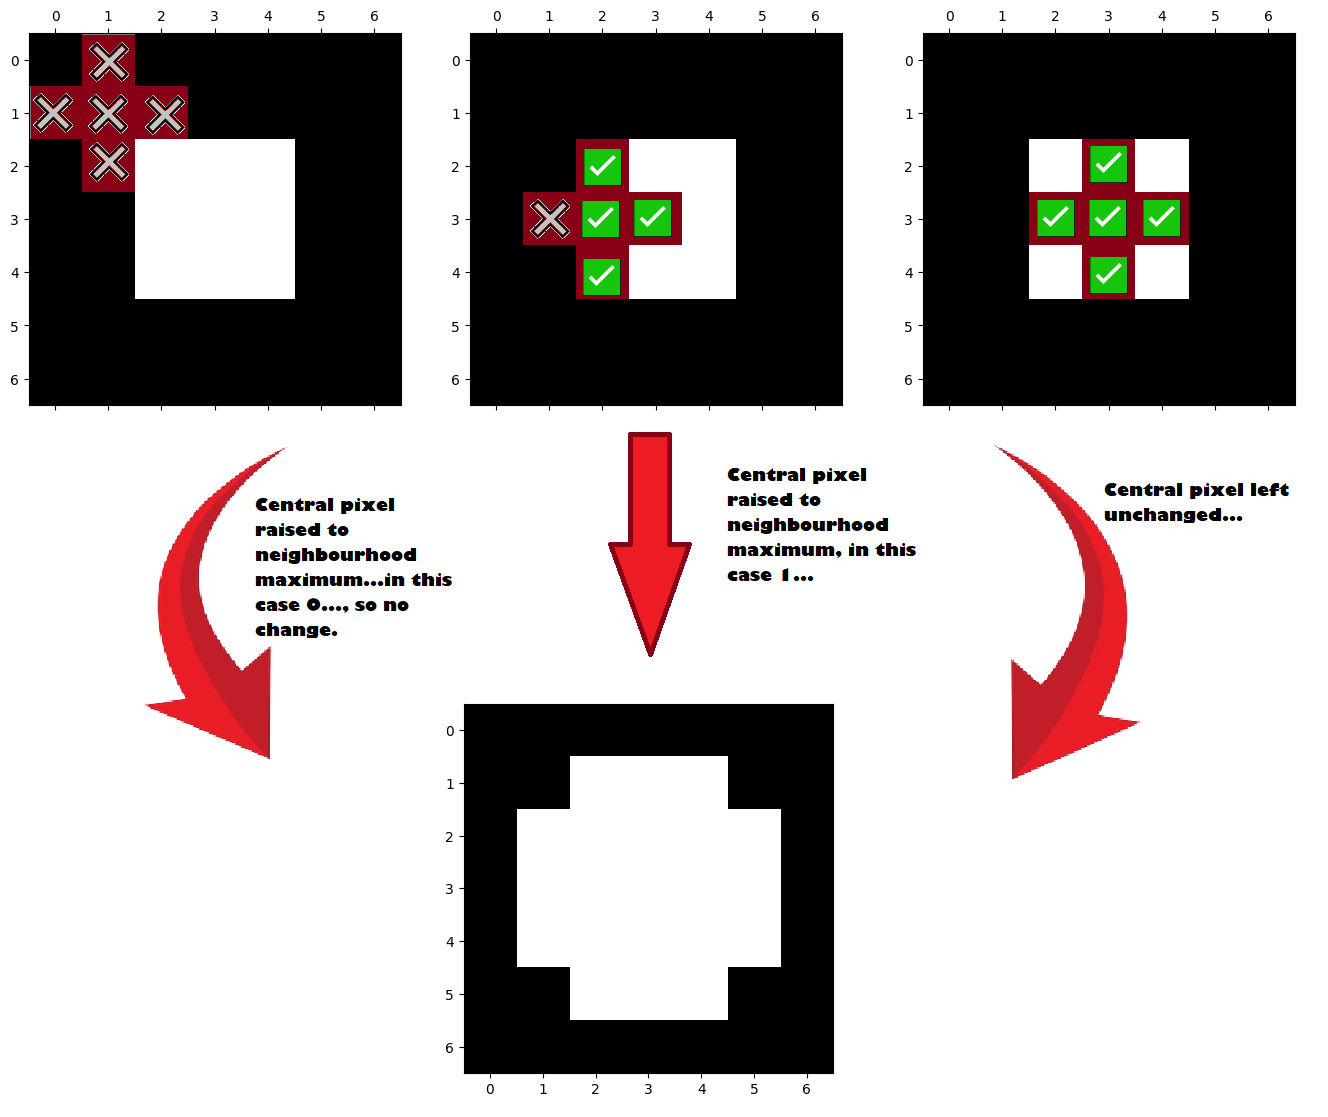 0 1 2 3 4 5 6
0
1
2
3
4
5
6
0 1 2 3 4 5 6
0
1
2
3
4
5
6
0 1 2 3 4 5 6
0
1
2
3
4
5
6
Central pixel
raised to
neighbourhood
maximum...in this
case 0..., so no
change.
Central pixel
raised to
neighbourhood
maximum, in this
case 1...
Central pixel left
unchanged...
0
1
2
3
4
5
6
0 1 2 3 4 5 6